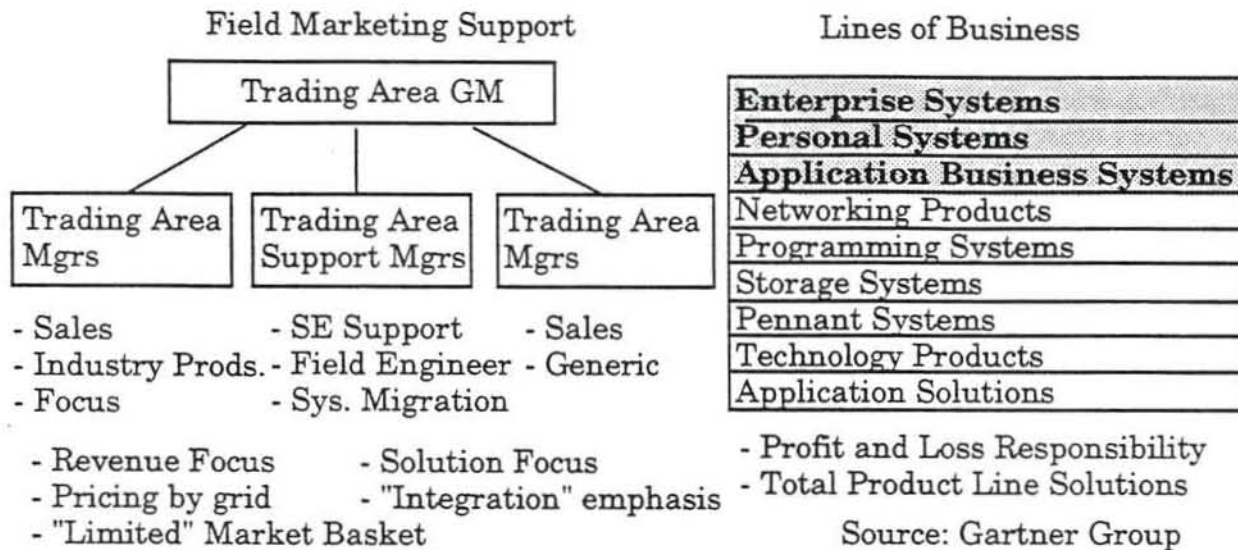 Field Marketing Support
Trading Area GM
Trading Area
Mgrs
Trading Area
Support Mgrs
Trading Area
Mgrs
- Sales
- Industry Prods.
- Focus
- SE Support
- Field Engineer
- Sys. Migration
- Sales
- Generic
- Revenue Focus
- Pricing by grid
- "Limited" Market Basket
- Solution Focus
- "Integration" emphasis
Lines of Business
Enterprise Systems
Personal Systems
Application Business Systems
Networking Products
Programming Systems
Storage Systems
Pennant Systems
Technology Products
Application Solutions
- Profit and Loss Responsibility
- Total Product Line Solutions
Source: Gartner Group